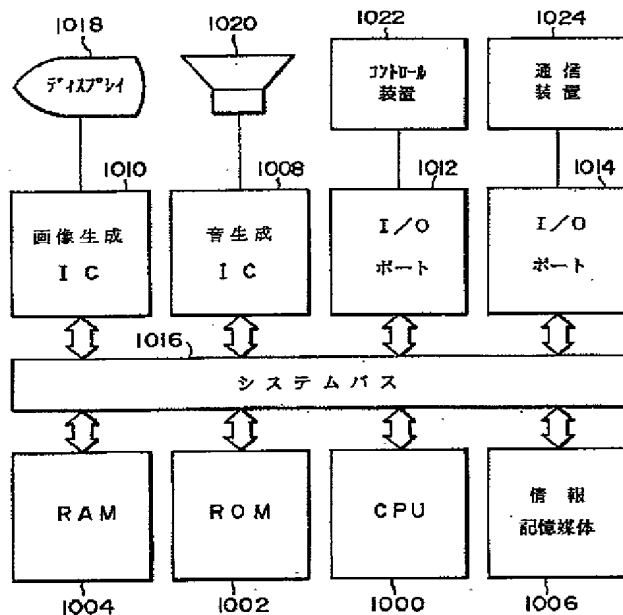 1018
1020
1022
1024
ディスプレイ
コントロール
装置
通信
装置
1010
1008
1012
1014
画像生成
IC
音生成
IC
I/O
ポート
I/O
ポート
1016
システムバス
RAM
ROM
CPU
情報
記憶媒体
1004
1002
1000
1006